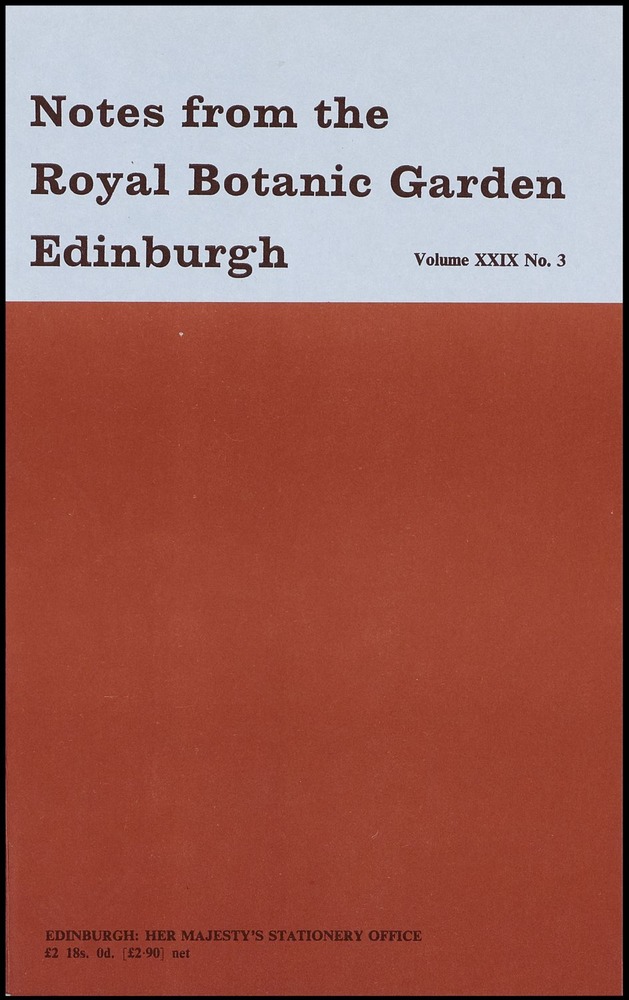 Notes from the
Royal Botanic Garden
Edinburgh
Volume XXIX No. 3
EDINBURGH: HER MAJESTY'S STATIONERY OFFICE
£2 18s. 0d. [£2·90] net